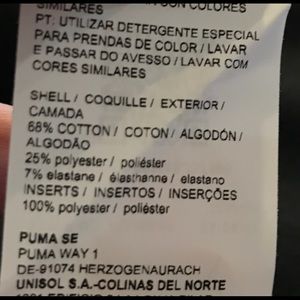 CON COLORES
SIMILARES
PT: UTILIZAR DETERGENTE ESPECIAL
PARA PRENDAS DE COLOR / LAVAR
E PASSAR DO AVESSO / LAVAR COM
CORES SIMILARES
SHELL / COQUILLE / EXTERIOR /
CAMADA
68% COTTON / COTON / ALGODÓN /
ALGODÃO
25% polyester / poliéster
7% elastane / élasthanne / elastano
INSERTS / INSERTOS / INSERÇÕES
100% polyester / poliéster
PUMA SE
PUMA WAY 1
DE-91074 HERZOGENAURACH
UNISOL S.A.-COLINAS DEL NORTE